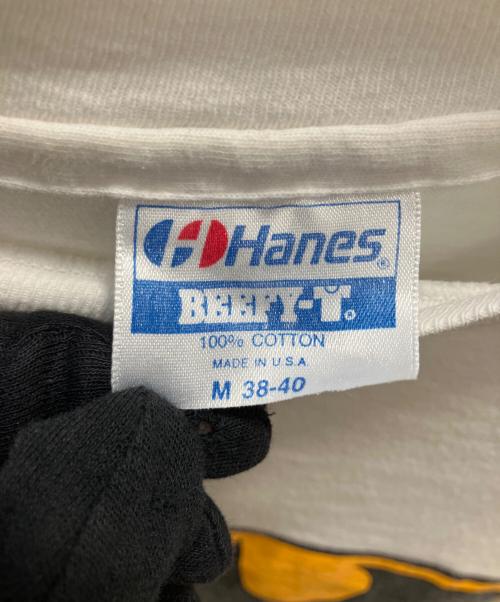 Hanes®
BEEFY-T®
100% COTTON
MADE IN U.S.A
M 38-40